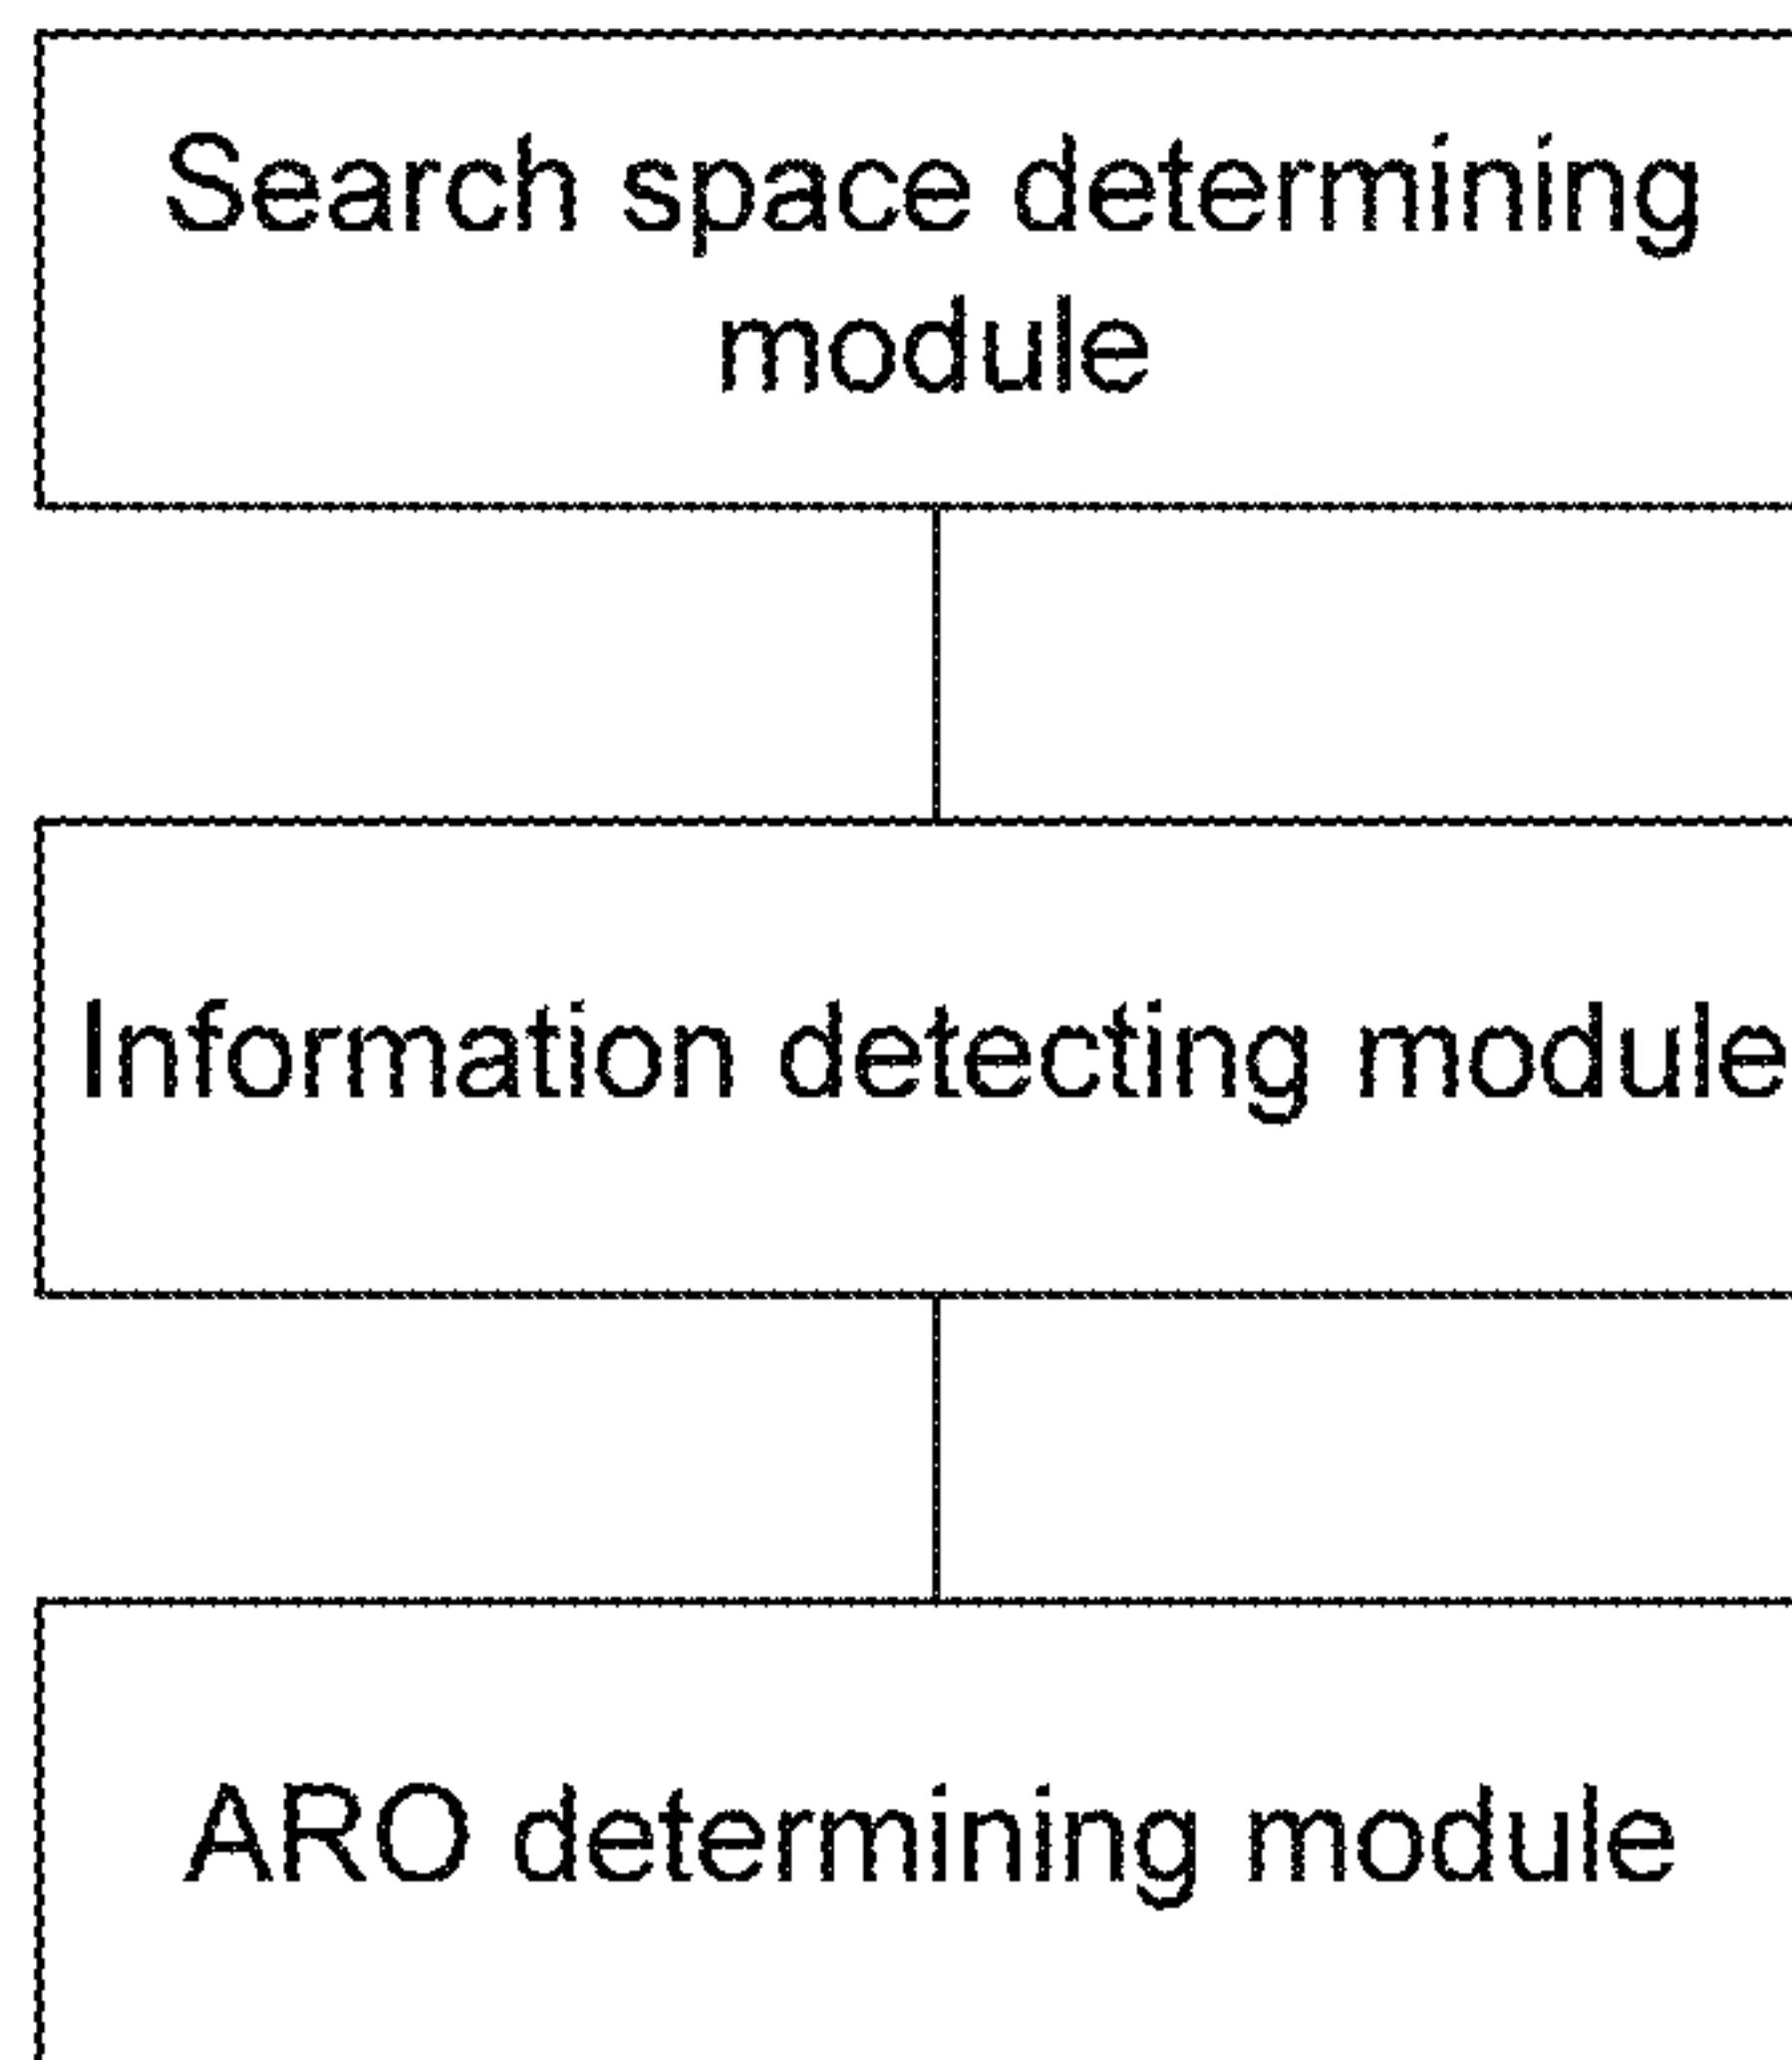 Search space determining
module
Information detecting module
ARO determining module